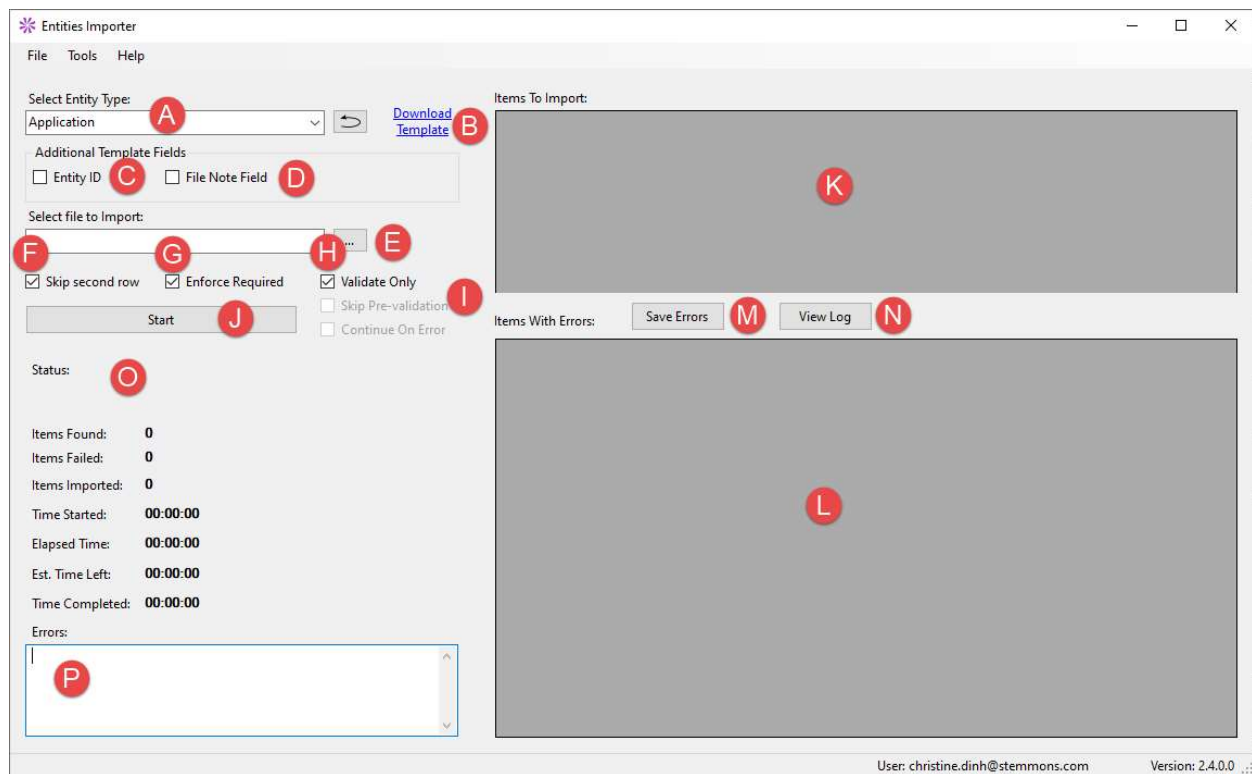 Entities Importer
File Tools Help
Select Entity Type:
A
Application
Download
Template
B
Additional Template Fields
Entity ID
C
File Note Field
D
Select file to Import:
...
E
F
G
H
Skip second row
Enforce Required
Validate Only
Skip Pre-validation
I
Continue On Error
Start
J
Status:
O
Items Found: 0
Items Failed: 0
Items Imported: 0
Time Started: 00:00:00
Elapsed Time: 00:00:00
Est. Time Left: 00:00:00
Time Completed: 00:00:00
Errors:
P
Items To Import:
K
Items With Errors:
Save Errors
M
View Log
N
L
User: christine.dinh@stemmons.com
Version: 2.4.0.0